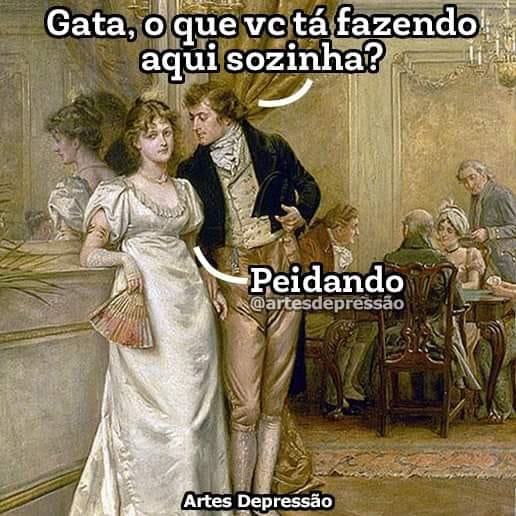 Gata, o que vc tá fazendo
aqui sozinha?
Peidando
@artesdepressão
Artes Depressão